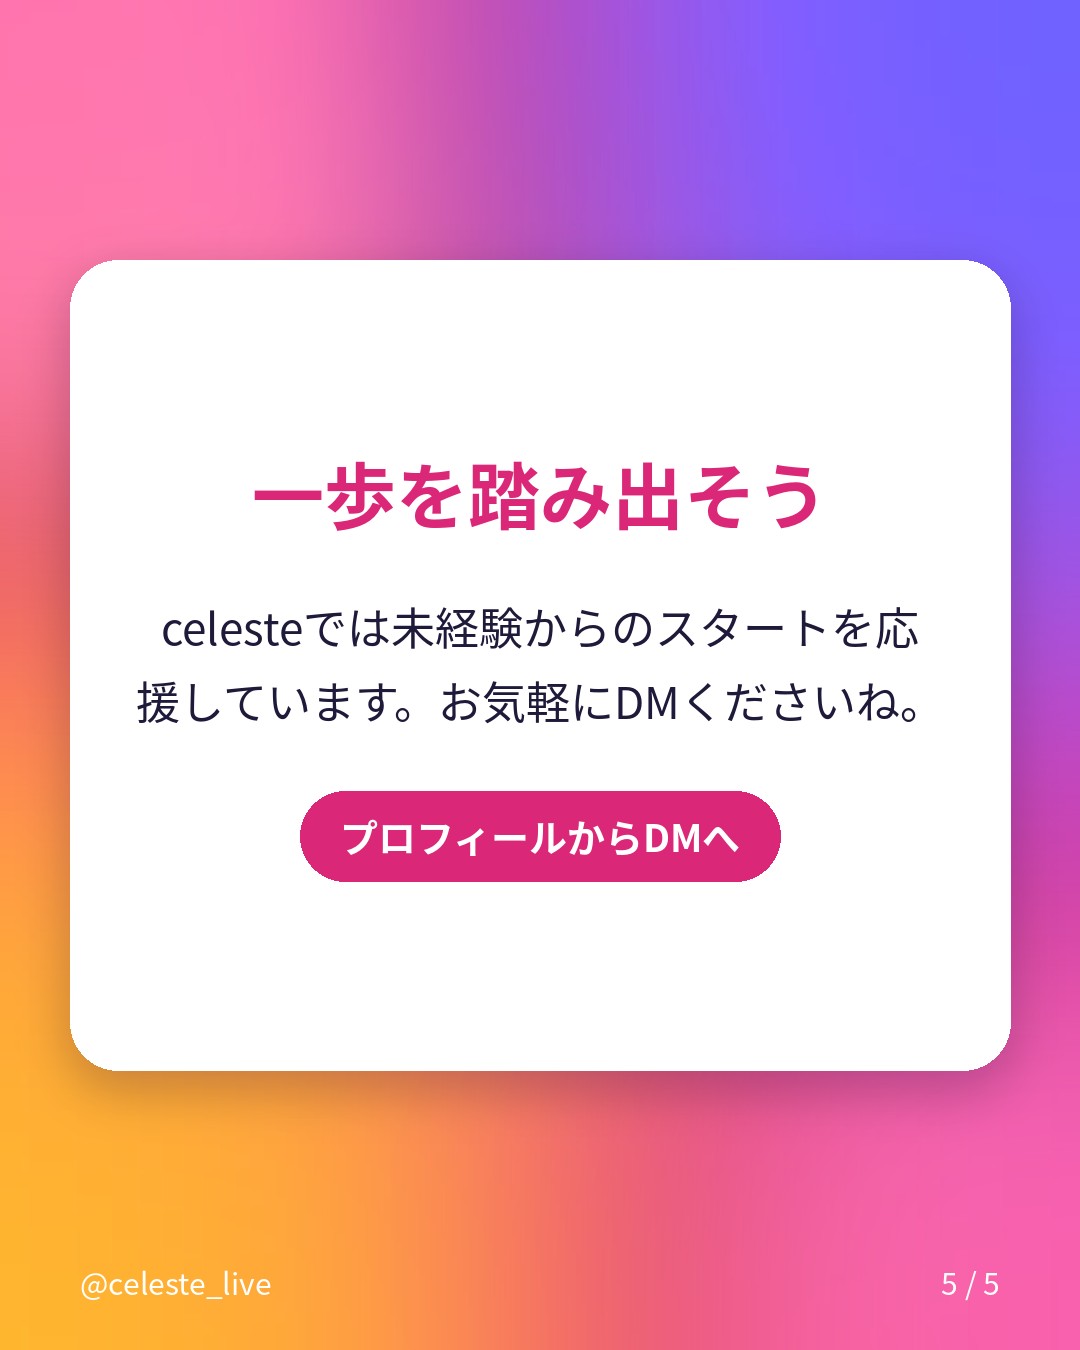 一歩を踏み出そう
celesteでは未経験からのスタートを応
援しています。お気軽にDMくださいね。
プロフィールからDMへ
@celeste_live
5 / 5